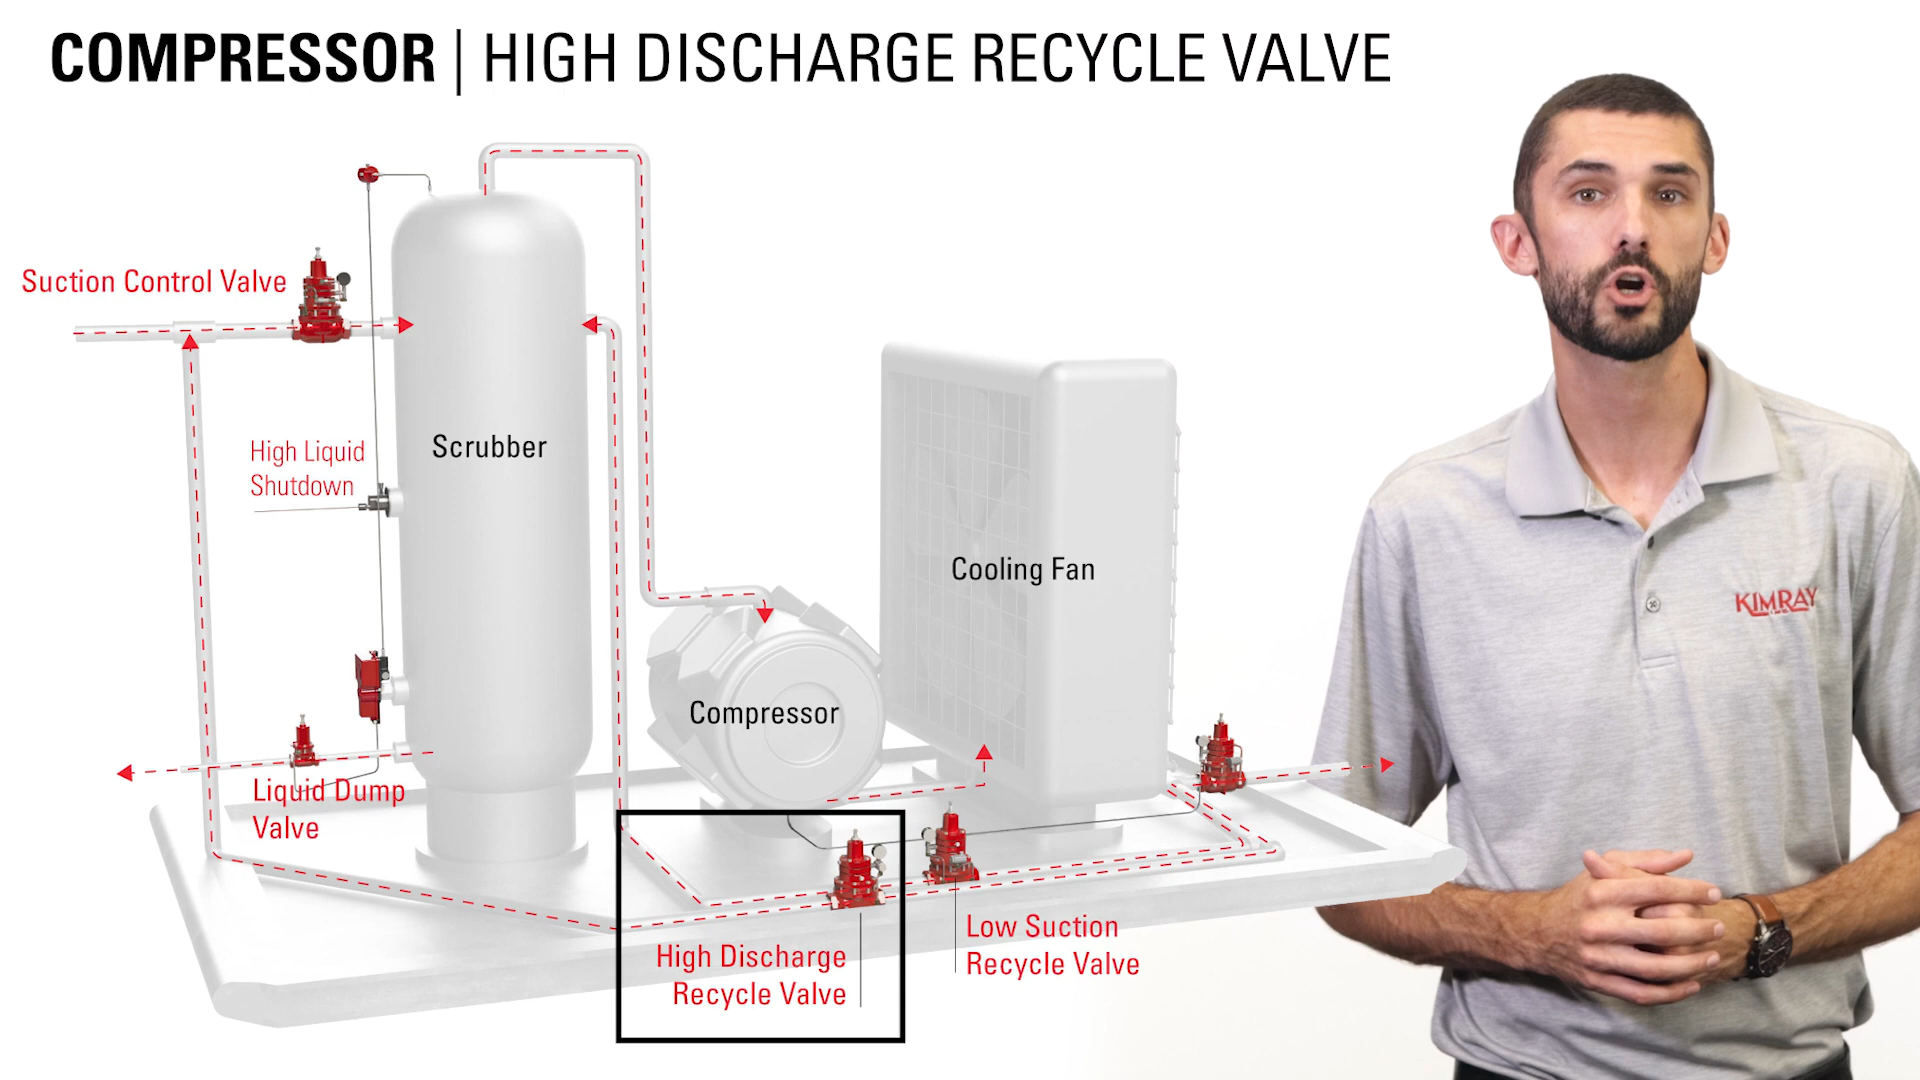 COMPRESSOR | HIGH DISCHARGE RECYCLE VALVE
Suction Control Valve
High Liquid
Shutdown
Scrubber
Cooling Fan
KIMRAY
Compressor
Liquid Dump
Valve
High Discharge
Recycle Valve
Low Suction
Recycle Valve